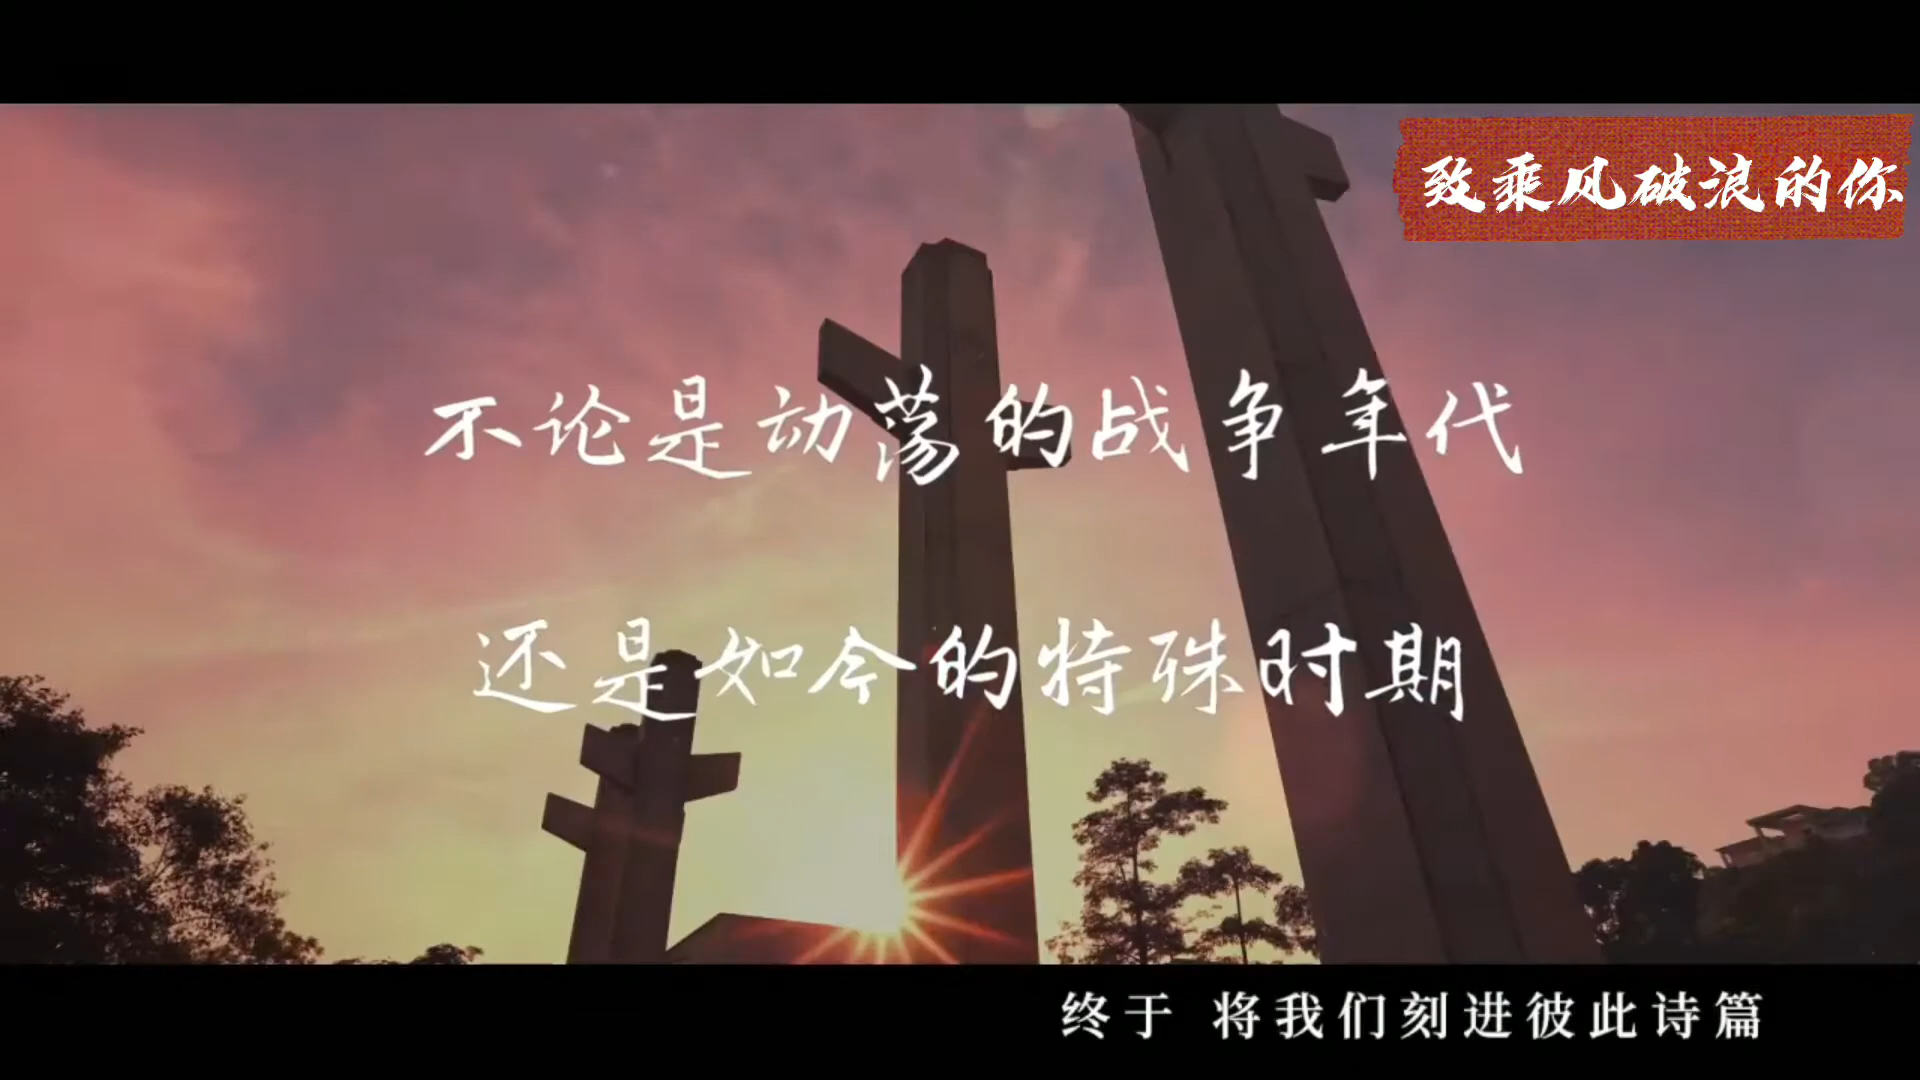 致乘风破浪的你
不论是动荡的战争年代
还是如今的特殊时期
终于 将我们刻进彼此诗篇